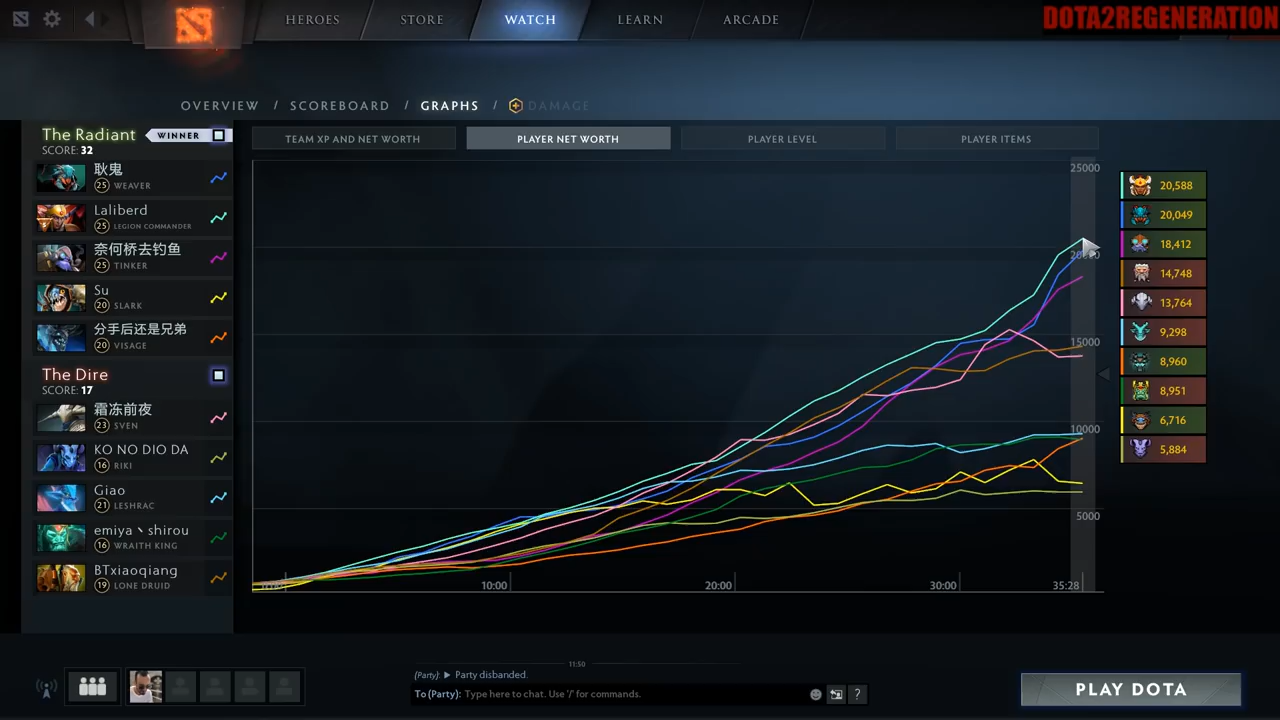 HEROES
STORE
WATCH
LEARN
ARCADE
DOTA2REGENERATION
OVERVIEW / SCOREBOARD / GRAPHS / DAMAGE
The Radiant
WINNER
SCORE: 32
耿鬼
25 WEAVER
Laliberd
25 LEGION COMMANDER
奈何桥去钓鱼
25 TINKER
Su
20 SLARK
分手后还是兄弟
20 VISAGE
The Dire
SCORE: 17
霜冻前夜
23 SVEN
KO NO DIO DA
16 RIKI
Giao
21 LESHRAC
emiya丶shirou
16 WRAITH KING
BTxiaoqiang
19 LONE DRUID
TEAM XP AND NET WORTH
PLAYER NET WORTH
PLAYER LEVEL
PLAYER ITEMS
25000
15000
10000
5000
10:00
20:00
30:00
35:28
20,588
20,049
18,412
14,748
13,764
9,298
8,960
8,951
6,716
5,884
11:50
(Party): Party disbanded.
To (Party): Type here to chat. Use '/' for commands.
?
PLAY DOTA